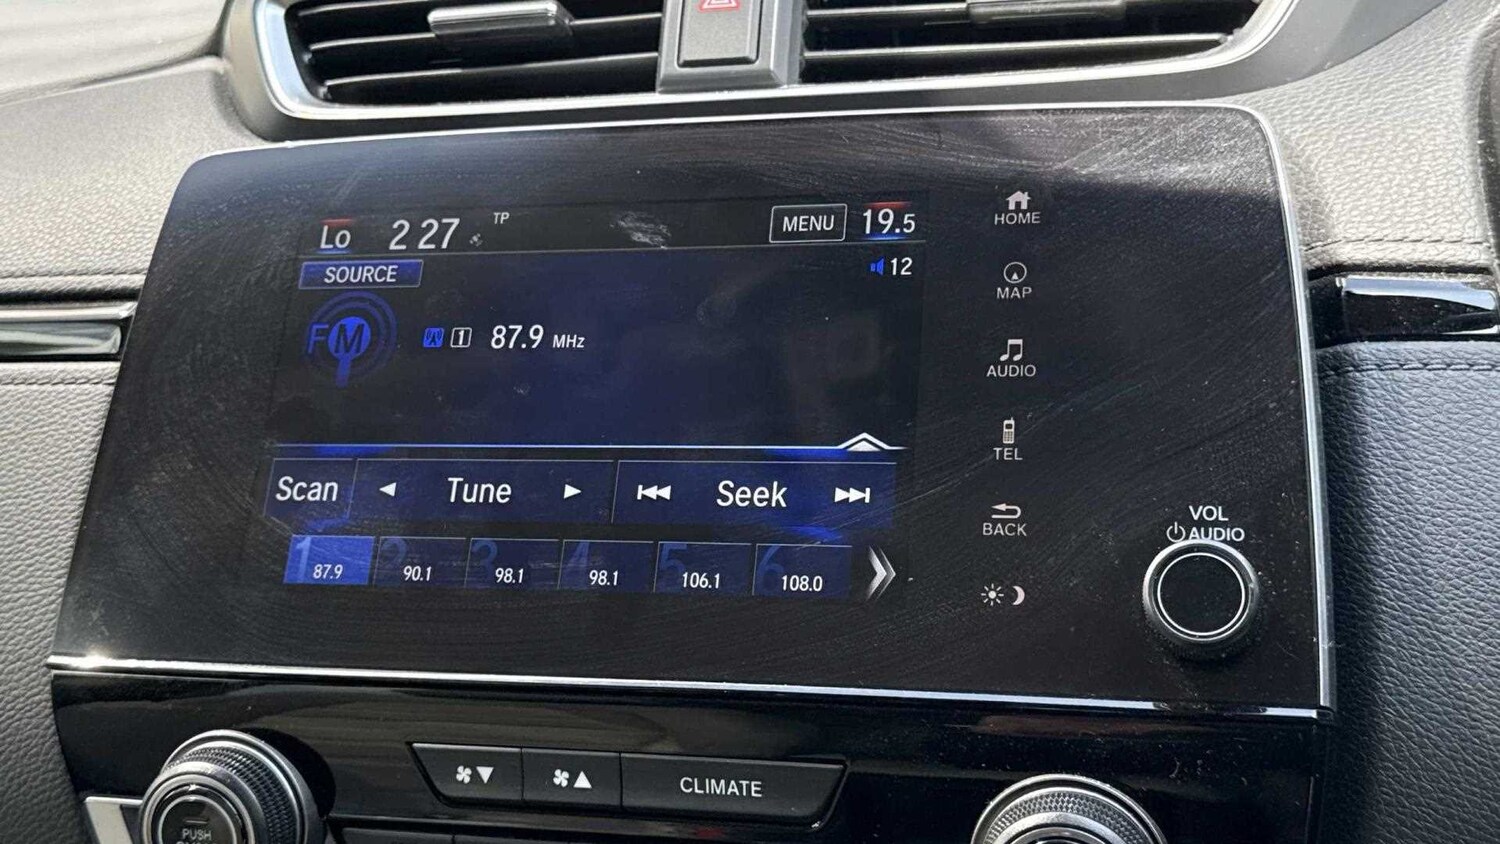 Lo 2 27 TP MENU 19.5
SOURCE
12
FM 1 87.9 MHz
Scan Tune Seek
1 87.9
2 90.1
3 98.1
4 98.1
5 106.1
6 108.0
HOME
MAP
AUDIO
TEL
BACK
VOL
AUDIO
CLIMATE
PUSH